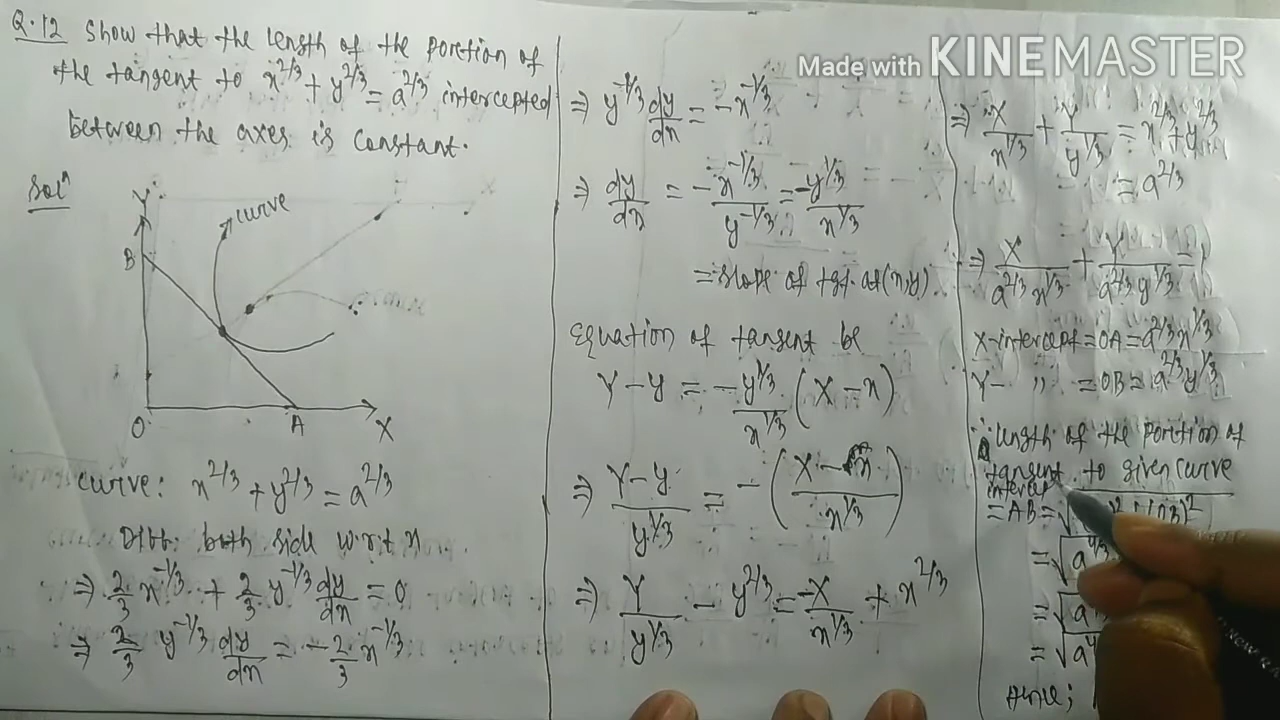 Q.12 Show that the length of the portion of
the tangent to x^2/3 + y^2/3 = a^2/3 intercepted
between the axes is constant.
Solⁿ
Y
curve
B
O
A
X
curve: x^2/3 + y^2/3 = a^2/3
Diff. both side w.r.t x
⇒ 2/3 x^-1/3 + 2/3 y^-1/3 dy/dx = 0
⇒ 2/3 y^-1/3 dy/dx = -2/3 x^-1/3
⇒ y^-1/3 dy/dx = -x^-1/3
⇒ dy/dx = -x^-1/3/y^-1/3 = -y^1/3/x^1/3
= slope of tgt. at (x,y)
Equation of tangent be
Y - y = -y^1/3/x^1/3 (X - x)
⇒ Y - y/y^1/3 = -(X - x/x^1/3)
⇒ Y/y^1/3 - y^2/3 = -X/x^1/3 + x^2/3
Made with KINEMASTER
⇒ X/x^1/3 + Y/y^1/3 = x^2/3 + y^2/3
= a^2/3
⇒ X/a^2/3 x^1/3 + Y/a^2/3 y^1/3 = 1
X-intercept = OA = a^2/3 x^1/3
Y- " = OB = a^2/3 y^1/3
∴ length of the portion of
tangent to given curve
= AB = √
= √a^4/3
= √a
= √a
Hence;